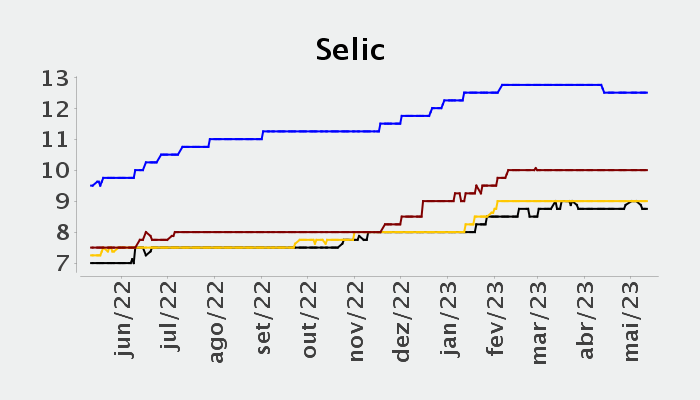 Selic
13
12
11
10
9
8
7
jun/22
jul/22
ago/22
set/22
out/22
nov/22
dez/22
jan/23
fev/23
mar/23
abr/23
mai/23